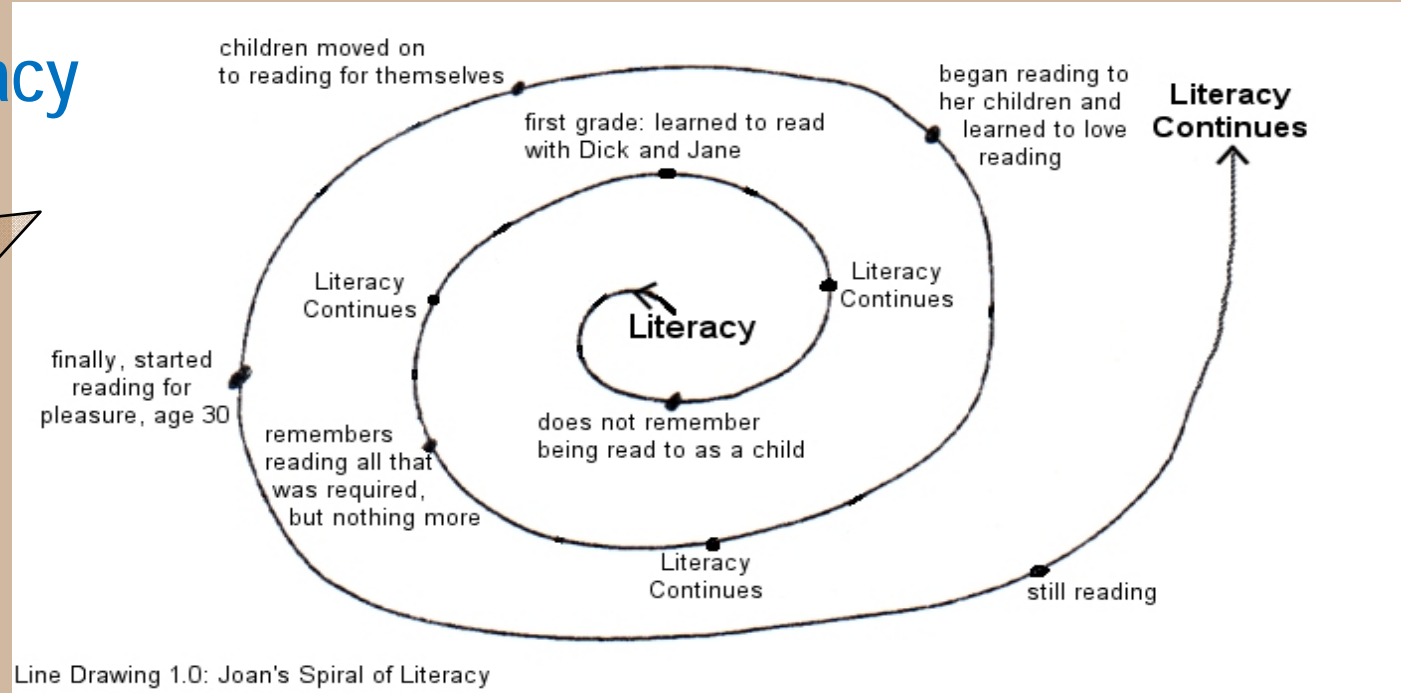 acy
children moved on
to reading for themselves
began reading to
her children and
learned to love
reading
Literacy
Continues
first grade: learned to read
with Dick and Jane
Literacy
Continues
Literacy
Continues
Literacy
finally, started
reading for
pleasure, age 30
does not remember
being read to as a child
remembers
reading all that
was required,
but nothing more
Literacy
Continues
still reading
Line Drawing 1.0: Joan's Spiral of Literacy